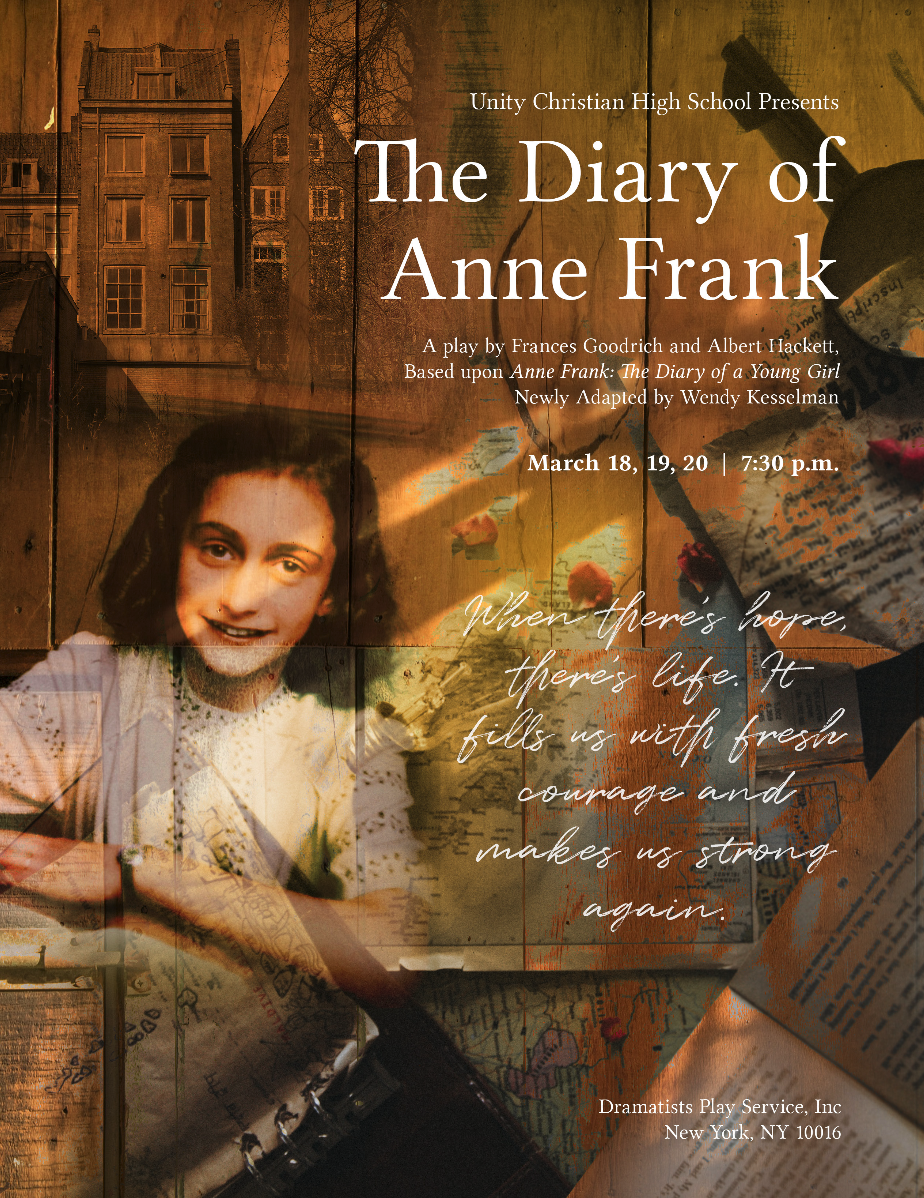 Unity Christian High School Presents
The Diary of
Anne Frank
A play by Frances Goodrich and Albert Hackett,
Based upon Anne Frank: The Diary of a Young Girl
Newly Adapted by Wendy Kesselman
March 18, 19, 20 | 7:30 p.m.
When there's hope,
there's life. It
fills us with fresh
courage and
makes us strong
again.
Dramatists Play Service, Inc
New York, NY 10016